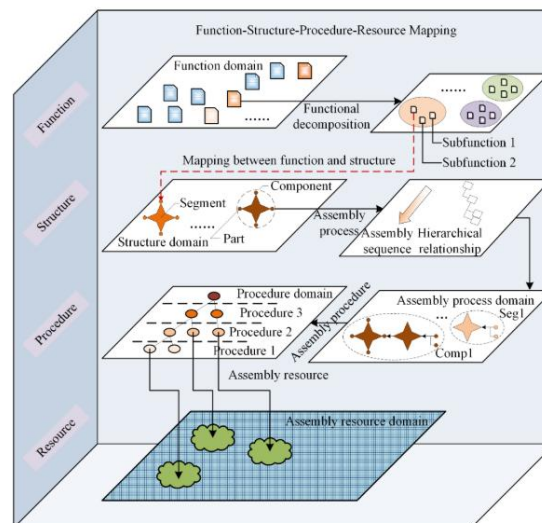 Function-Structure-Procedure-Resource Mapping
Function
Function domain
......
Functional
decomposition
......
Subfunction 1
Subfunction 2
Mapping between function and structure
Structure
Segment
Component
......
Structure domain
Part
Assembly
process
Assembly Hierarchical
sequence relationship
Procedure
Procedure domain
Procedure 3
Procedure 2
Procedure 1
Assembly procedure
Assembly process domain
...
Seg1
Comp1
Assembly resource
Resource
Assembly resource domain